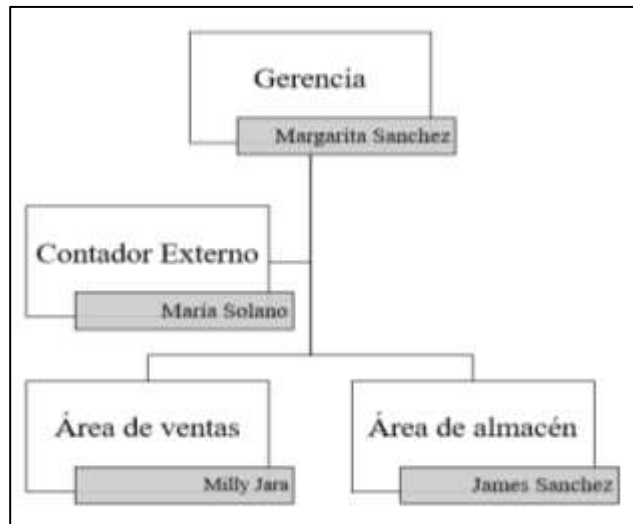 Gerencia
Margarita Sanchez
Contador Externo
Maria Solano
Área de ventas
Milly Jara
Área de almacén
James Sanchez